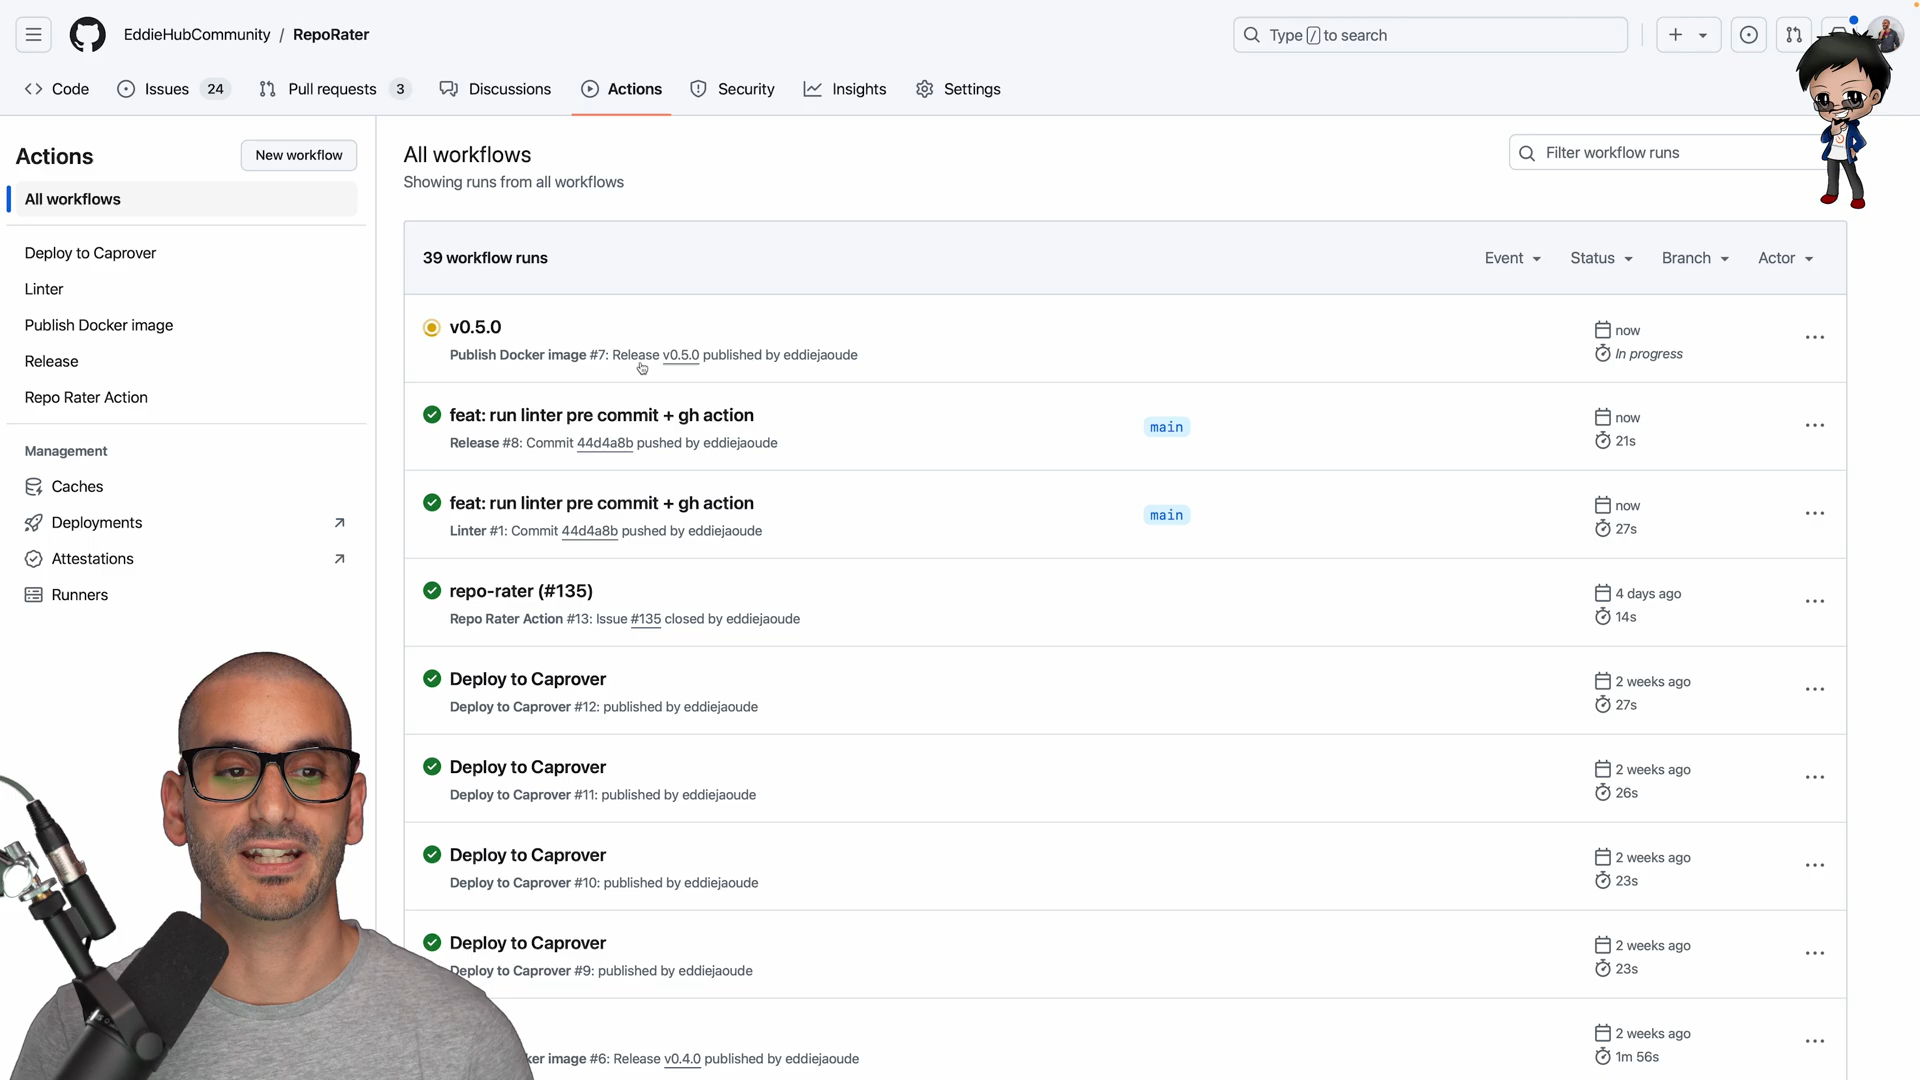 EddieHubCommunity / RepoRater
Type / to search
Code
Issues 24
Pull requests 3
Discussions
Actions
Security
Insights
Settings
Actions
New workflow
All workflows
Deploy to Caprover
Linter
Publish Docker image
Release
Repo Rater Action
Management
Caches
Deployments
Attestations
Runners
All workflows
Showing runs from all workflows
Filter workflow runs
39 workflow runs
Event
Status
Branch
Actor
v0.5.0
Publish Docker image #7: Release v0.5.0 published by eddiejaoude
now
In progress
feat: run linter pre commit + gh action
Release #8: Commit 44d4a8b pushed by eddiejaoude
main
now
21s
feat: run linter pre commit + gh action
Linter #1: Commit 44d4a8b pushed by eddiejaoude
main
now
27s
repo-rater (#135)
Repo Rater Action #13: Issue #135 closed by eddiejaoude
4 days ago
14s
Deploy to Caprover
Deploy to Caprover #12: published by eddiejaoude
2 weeks ago
27s
Deploy to Caprover
Deploy to Caprover #11: published by eddiejaoude
2 weeks ago
26s
Deploy to Caprover
Deploy to Caprover #10: published by eddiejaoude
2 weeks ago
23s
Deploy to Caprover
Deploy to Caprover #9: published by eddiejaoude
2 weeks ago
23s
ker image #6: Release v0.4.0 published by eddiejaoude
2 weeks ago
1m 56s